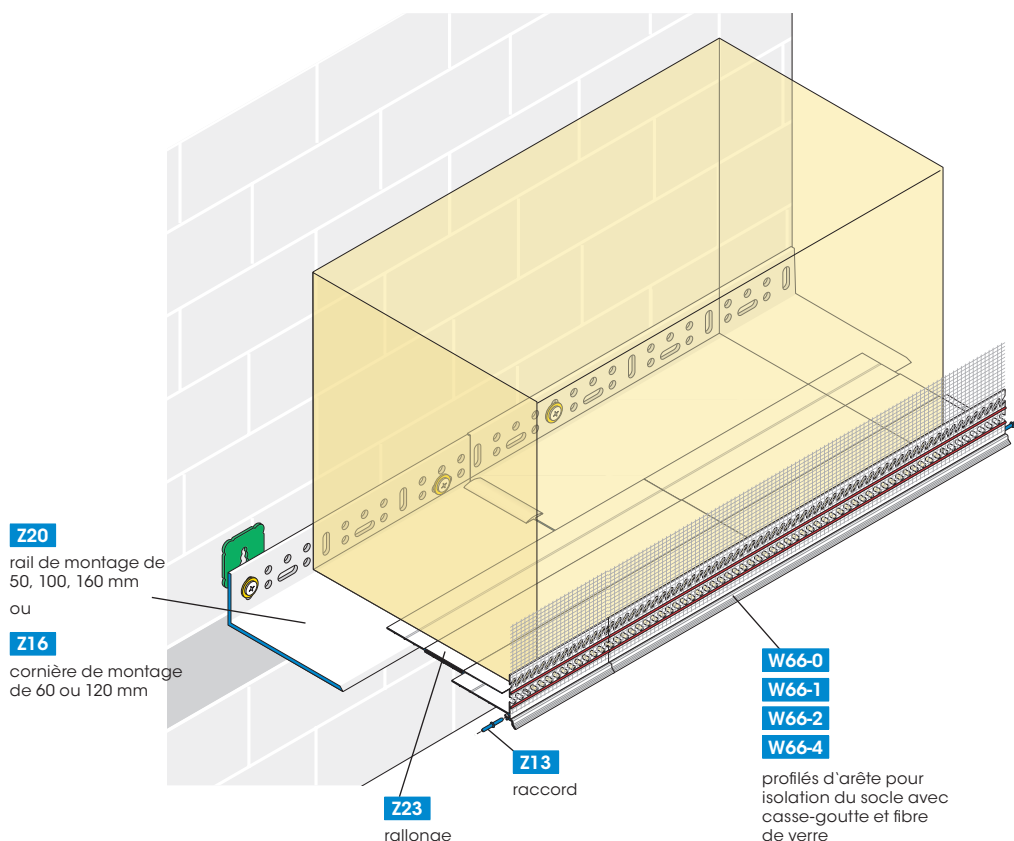 Z20
rail de montage de
50, 100, 160 mm
ou
Z16
cornière de montage
de 60 ou 120 mm
Z23
rallonge
Z13
raccord
W66-0
W66-1
W66-2
W66-4
profilés d'arête pour
isolation du socle avec
casse-goutte et fibre
de verre